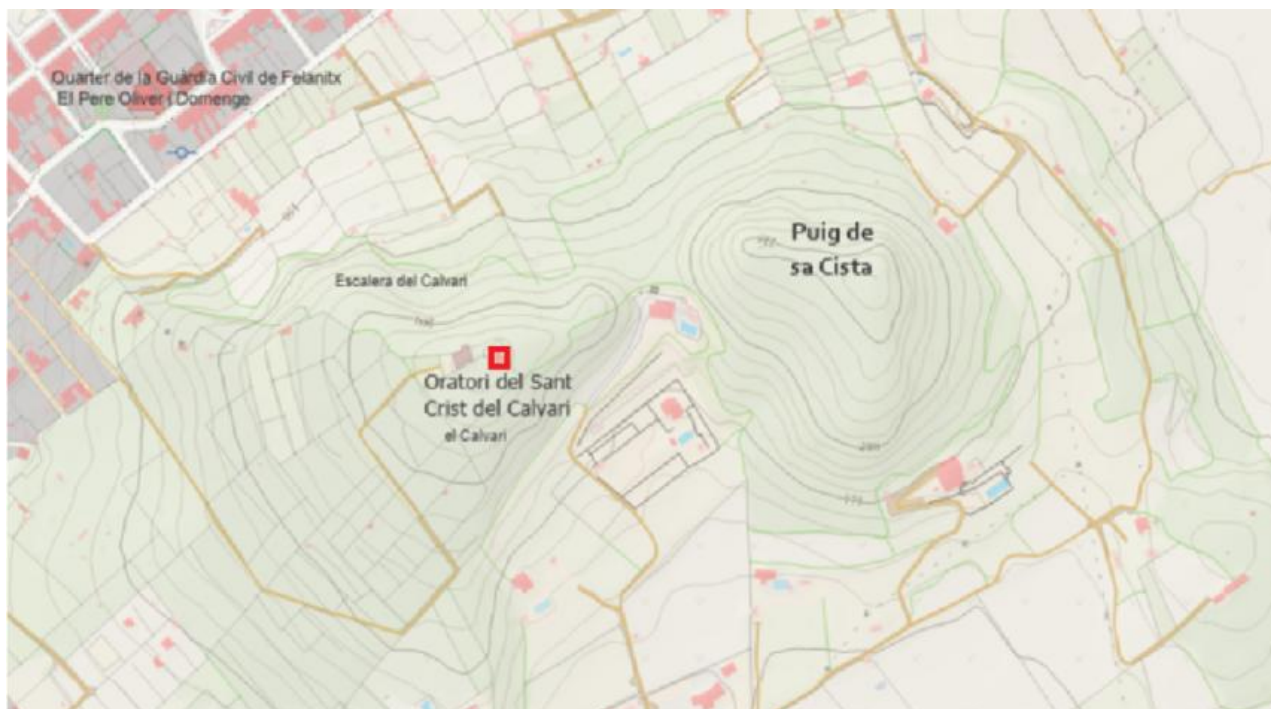 Quarter de la Guàrdia Civil de Felanitx
El Pere Oliver i Domenge
Puig de
sa Cista
Escalera del Calvari
Oratori del Sant
Crist del Calvari
el Calvari